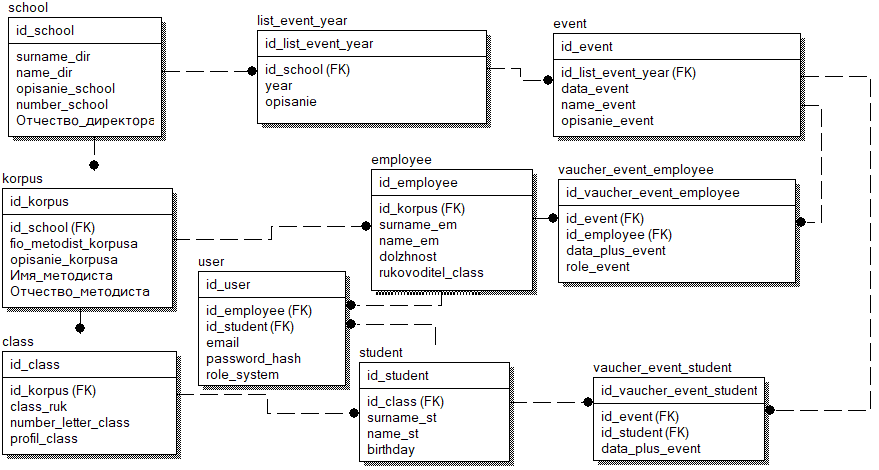 school
id_school
surname_dir
name_dir
opisanie_school
number_school
Отчество_директора
list_event_year
id_list_event_year
id_school (FK)
year
opisanie
event
id_event
id_list_event_year (FK)
data_event
name_event
opisanie_event
korpus
id_korpus
id_school (FK)
fio_metodist_korpusa
opisanie_korpusa
Имя_методиста
Отчество_методиста
employee
id_employee
id_korpus (FK)
surname_em
name_em
dolzhnost
rukovoditel_class
vaucher_event_employee
id_vaucher_event_employee
id_event (FK)
id_employee (FK)
data_plus_event
role_event
user
id_user
id_employee (FK)
id_student (FK)
email
password_hash
role_system
class
id_class
id_korpus (FK)
class_ruk
number_letter_class
profil_class
student
id_student
id_class (FK)
surname_st
name_st
birthday
vaucher_event_student
id_vaucher_event_student
id_event (FK)
id_student (FK)
data_plus_event